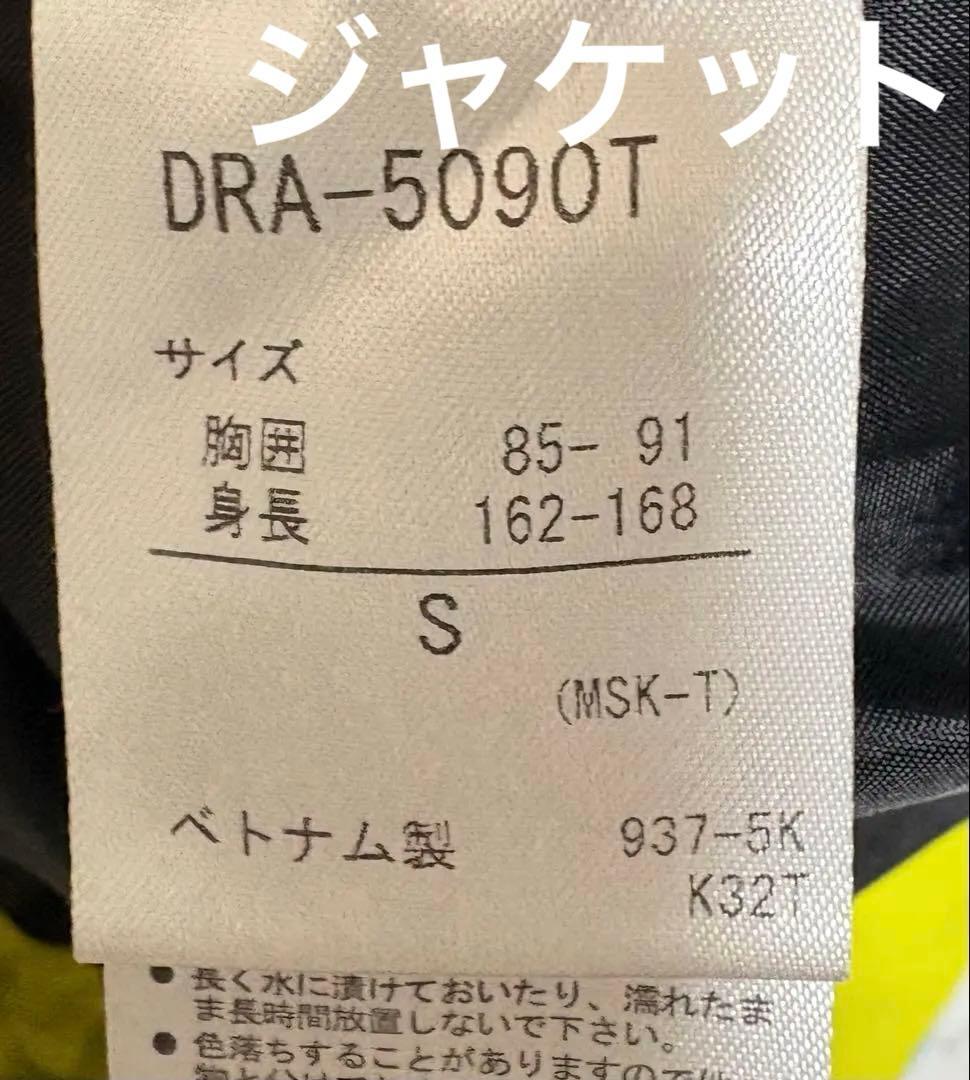 ジャケット
DRA-5090T
サイズ
胸囲 85- 91
身長 162-168
S
(MSK-T)
ベトナム製 937-5K
K32T
● 長く水に漬けておいたり、濡れたま
ま長時間放置しないで下さい。
● 色落ちすることがありますので